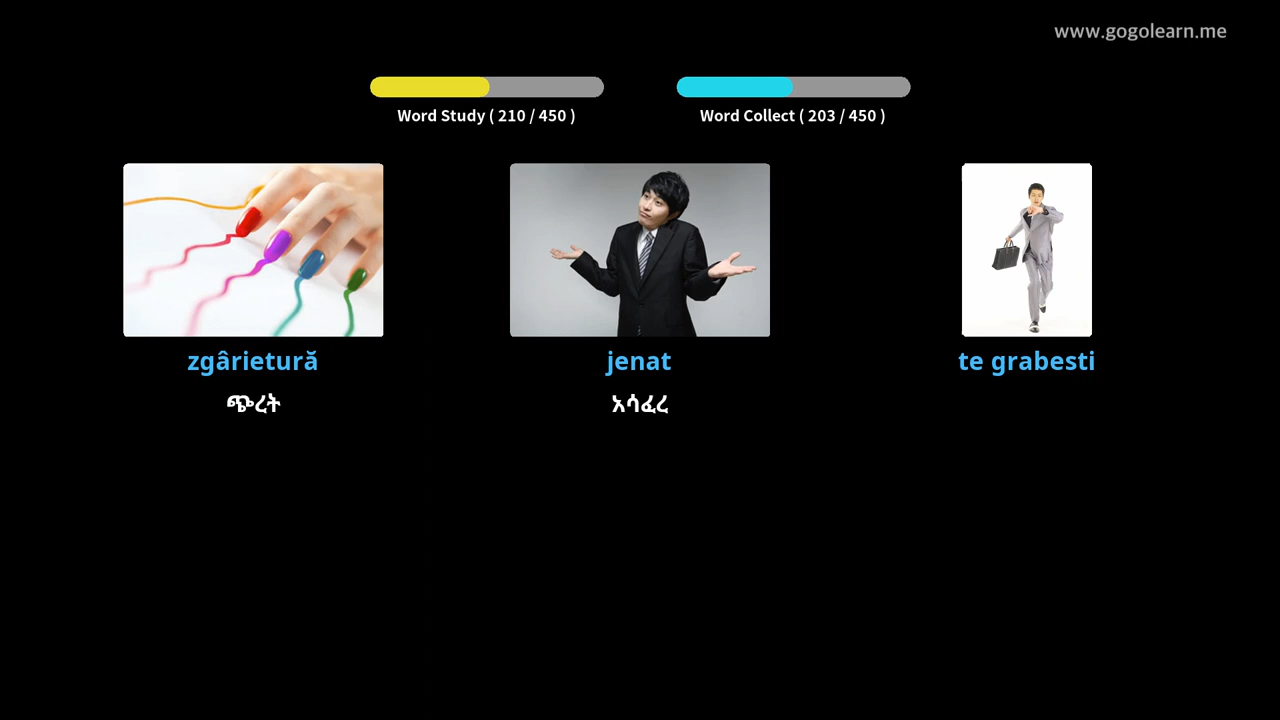 www.gogolearn.me
Word Study ( 210 / 450 )
Word Collect ( 203 / 450 )
zgârietură
jenat
te grabesti
ጭረት
አሳፈረ